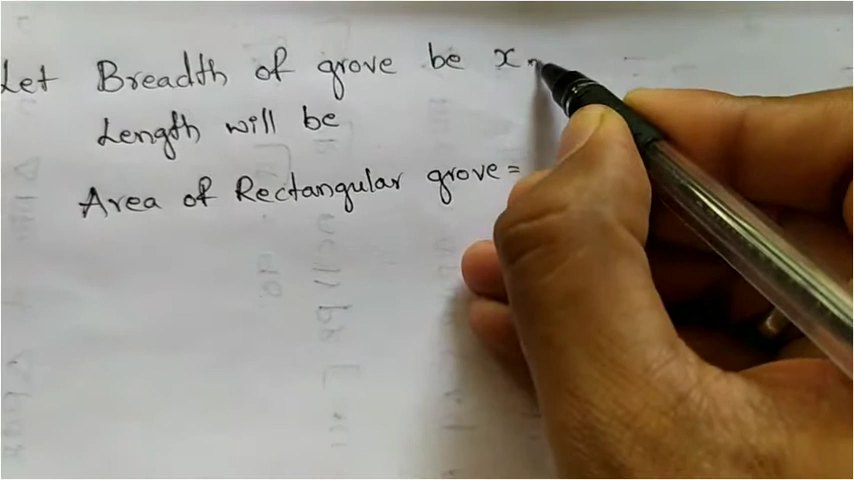 Let Breadth of grove be x
Length will be
Area of Rectangular grove=